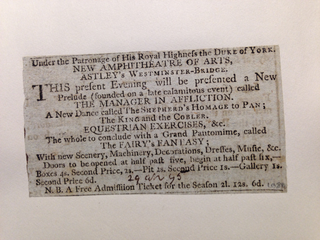 Under the Patronage of His Royal Highness the DUKE of YORK.
NEW AMPHITHEATRE OF ARTS,
ASTLEY's WESTMINSTER-BRIDGE.
THIS present Evening will be presented a New
Prelude (founded on a late calamitous event) called
THE MANAGER IN AFFLICTION.
A New Dance called THE SHEPHERD's HOMAGE TO PAN;
THE KING and the COBLER.
EQUESTRIAN EXERCISES, &c.
The whole to conclude with a Grand Pantomime, called
THE FAIRY's FANTASY;
With new Scenery, Machinery, Decorations, Dresses, Music, &c.
Doors to be opened at half past five, begin at half past six,—
Boxes 4s. Second Price, 2s.—Pit 2s. Second Price 1s.—Gallery 1s.
Second Price 6d.
N. B. A Free Admission Ticket for the Season 2l. 12s. 6d.